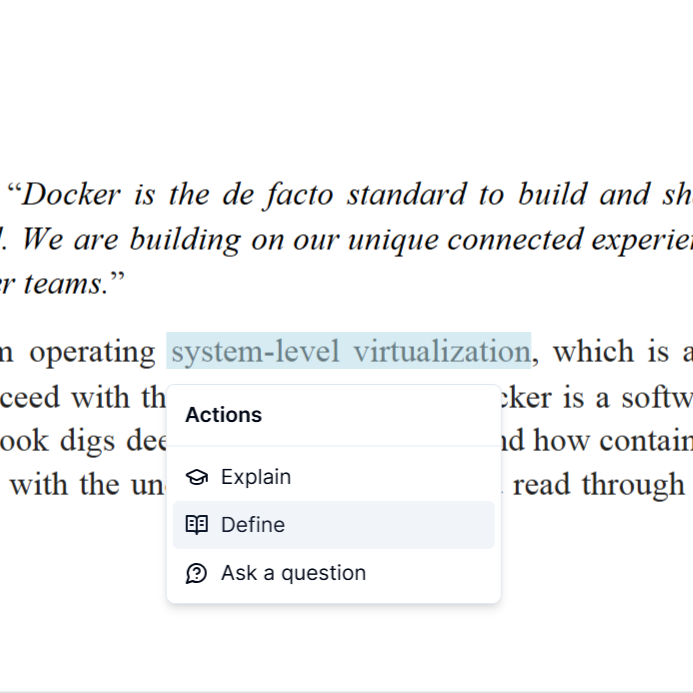 “Docker is the de facto standard to build and sh
. We are building on our unique connected experie
r teams.”
operating system-level virtualization, which is a
ceed with th cker is a softw
ook digs dee nd how contain
with the un read through
Actions
Explain
Define
Ask a question